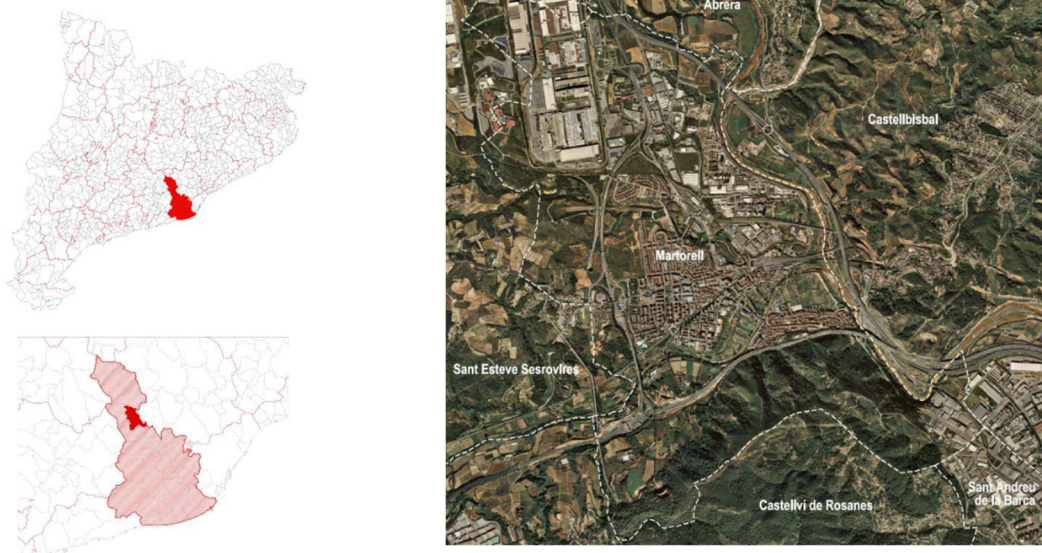 Abrera
Castellbisbal
Martorell
Sant Esteve Sesrovires
Castellví de Rosanes
Sant Andreu
de la Barca